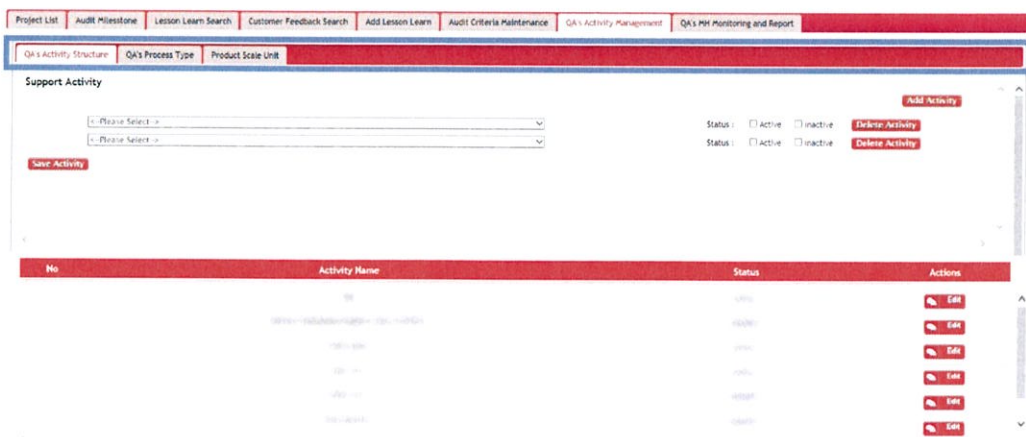 Project List Audit Milesstone Lesson Learn Search Customer Feedback Search Add Lesson Learn Audit Criteria Maintenance QA's Activity Management QA's MH Monitoring and Report
QA's Activity Structure QA's Process Type Product Scale Unit
Support Activity
Add Activity
<--Please Select--> Status : Active Inactive Delete Activity
<--Please Select--> Status : Active Inactive Delete Activity
Save Activity
No Activity Name Status Actions
Edit
Edit
Edit
Edit
Edit
Edit